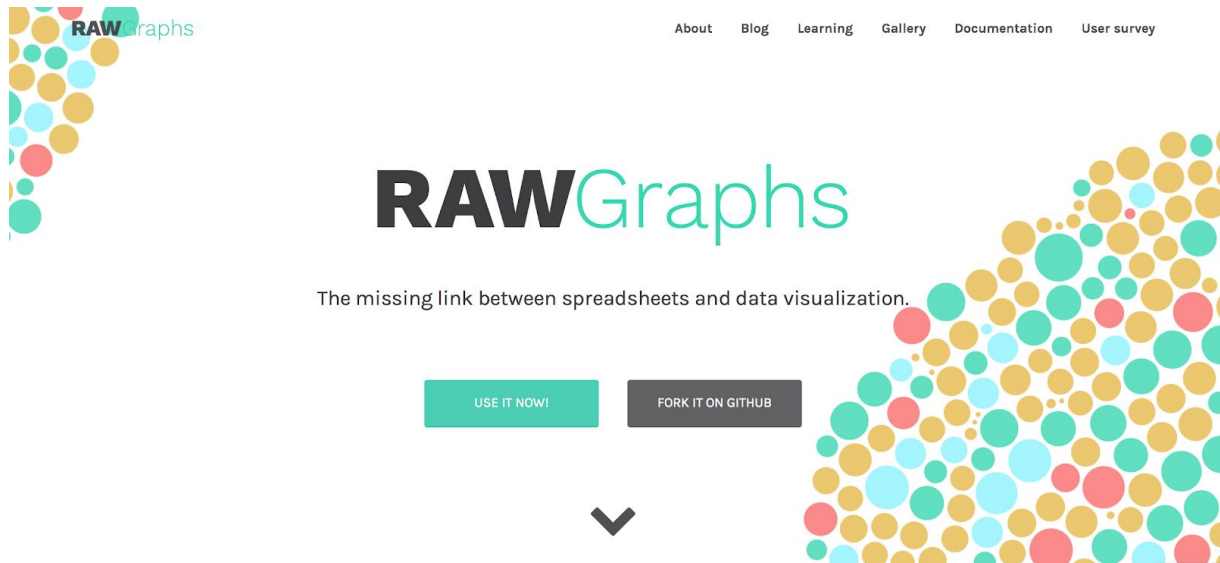 RAWGraphs
About Blog Learning Gallery Documentation User survey
RAWGraphs
The missing link between spreadsheets and data visualization.
USE IT NOW! FORK IT ON GITHUB